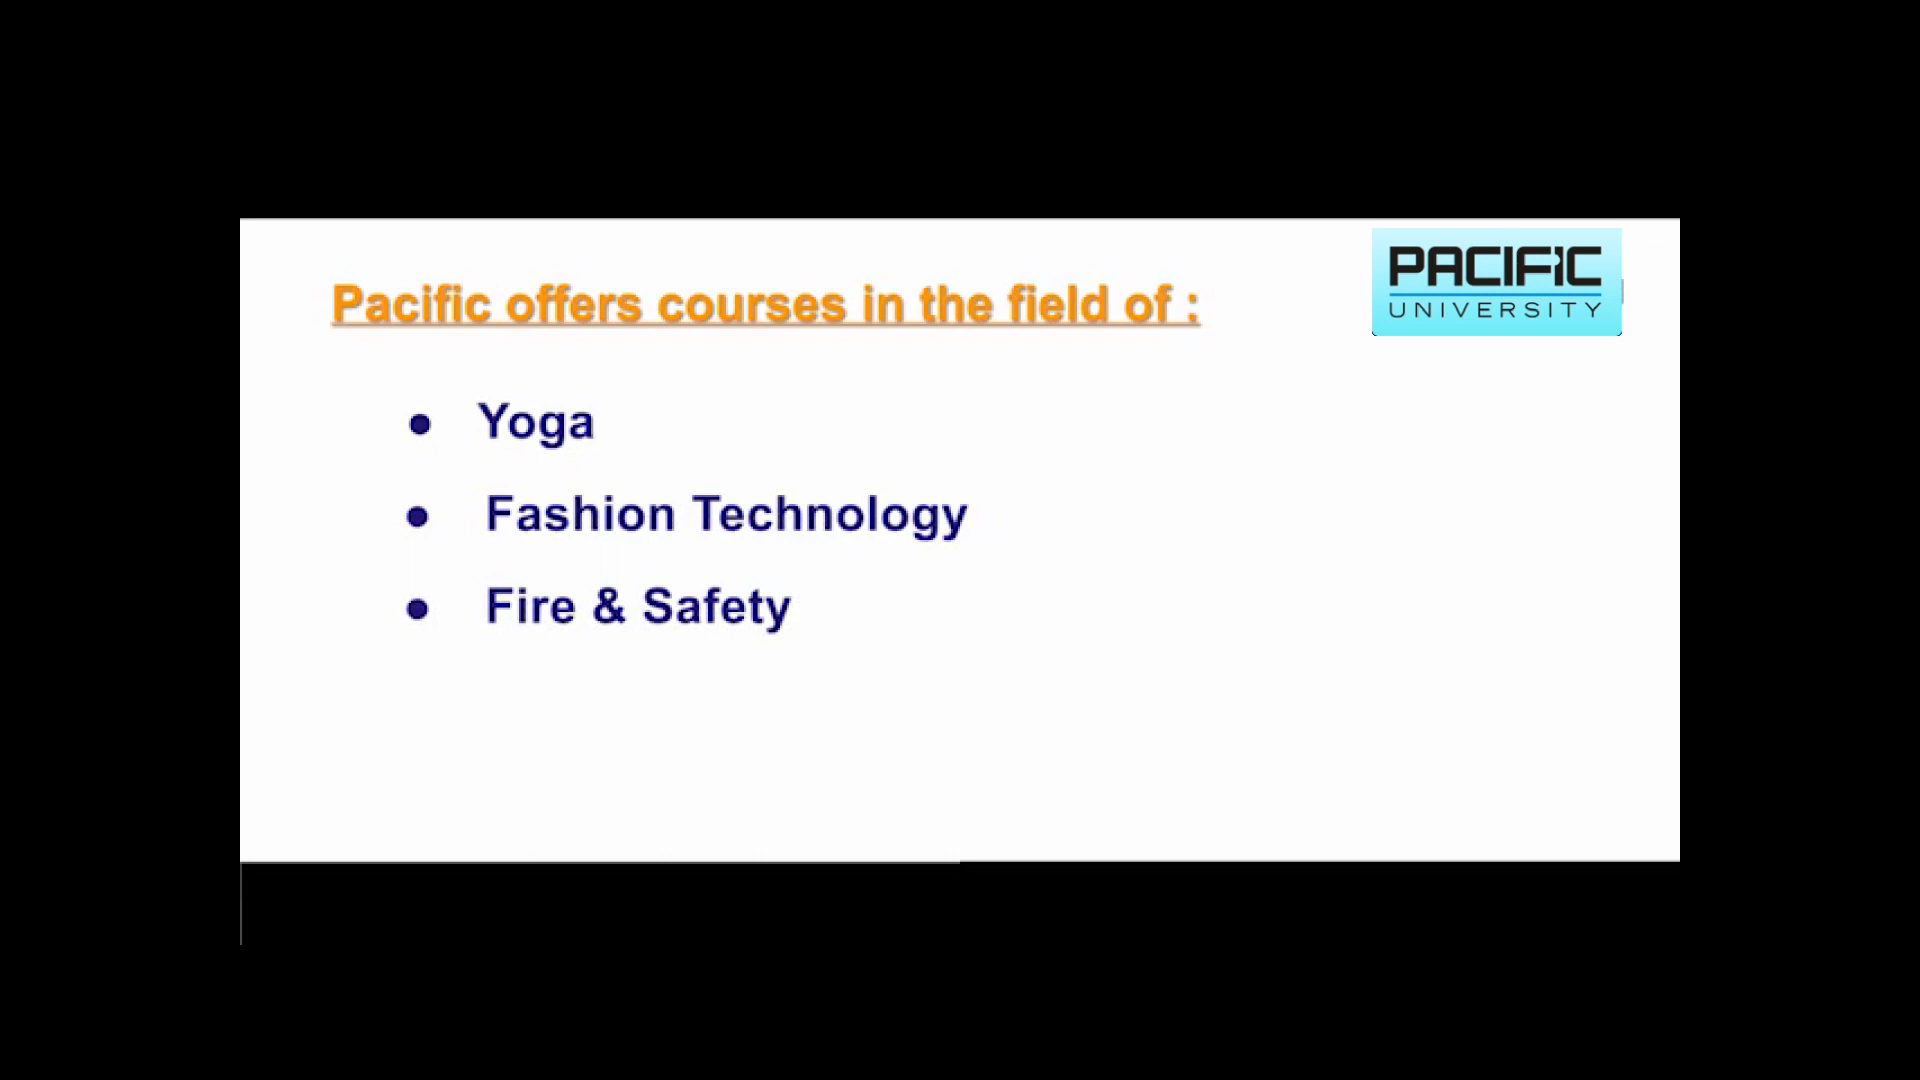 PACIFIC
UNIVERSITY
Pacific offers courses in the field of :
● Yoga
● Fashion Technology
● Fire & Safety